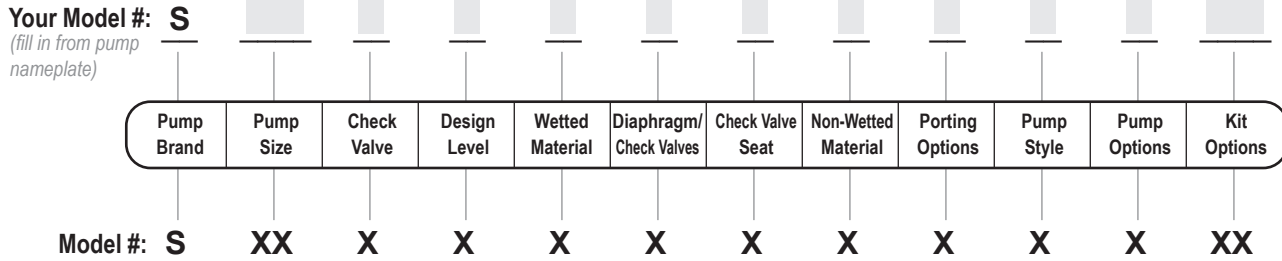 Your Model #: S
(fill in from pump
nameplate)
Pump Brand
Pump Size
Check Valve
Design Level
Wetted Material
Diaphragm/ Check Valves
Check Valve Seat
Non-Wetted Material
Porting Options
Pump Style
Pump Options
Kit Options
Model #: S XX X X X X X X X X X XX